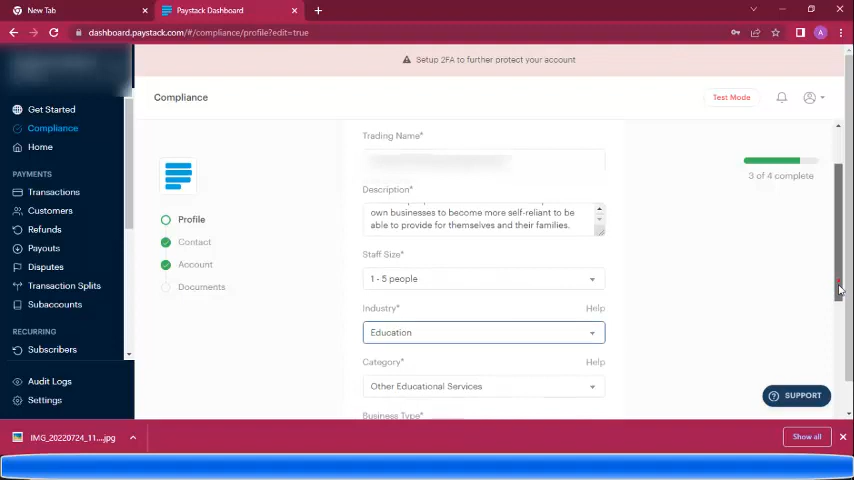 New Tab
Paystack Dashboard
dashboard.paystack.com/#/compliance/profile?edit=true
A
Setup 2FA to further protect your account
Get Started
Compliance
Home
PAYMENTS
Transactions
Customers
Refunds
Payouts
Disputes
Transaction Splits
Subaccounts
RECURRING
Subscribers
Audit Logs
Settings
Compliance
Test Mode
Profile
Contact
Account
Documents
Trading Name*
Description*
own businesses to become more self-reliant to be
able to provide for themselves and their families.
Staff Size*
1 - 5 people
Industry*
Help
Education
Category*
Help
Other Educational Services
Business Type*
3 of 4 complete
SUPPORT
IMG_20220724_11....jpg
Show all